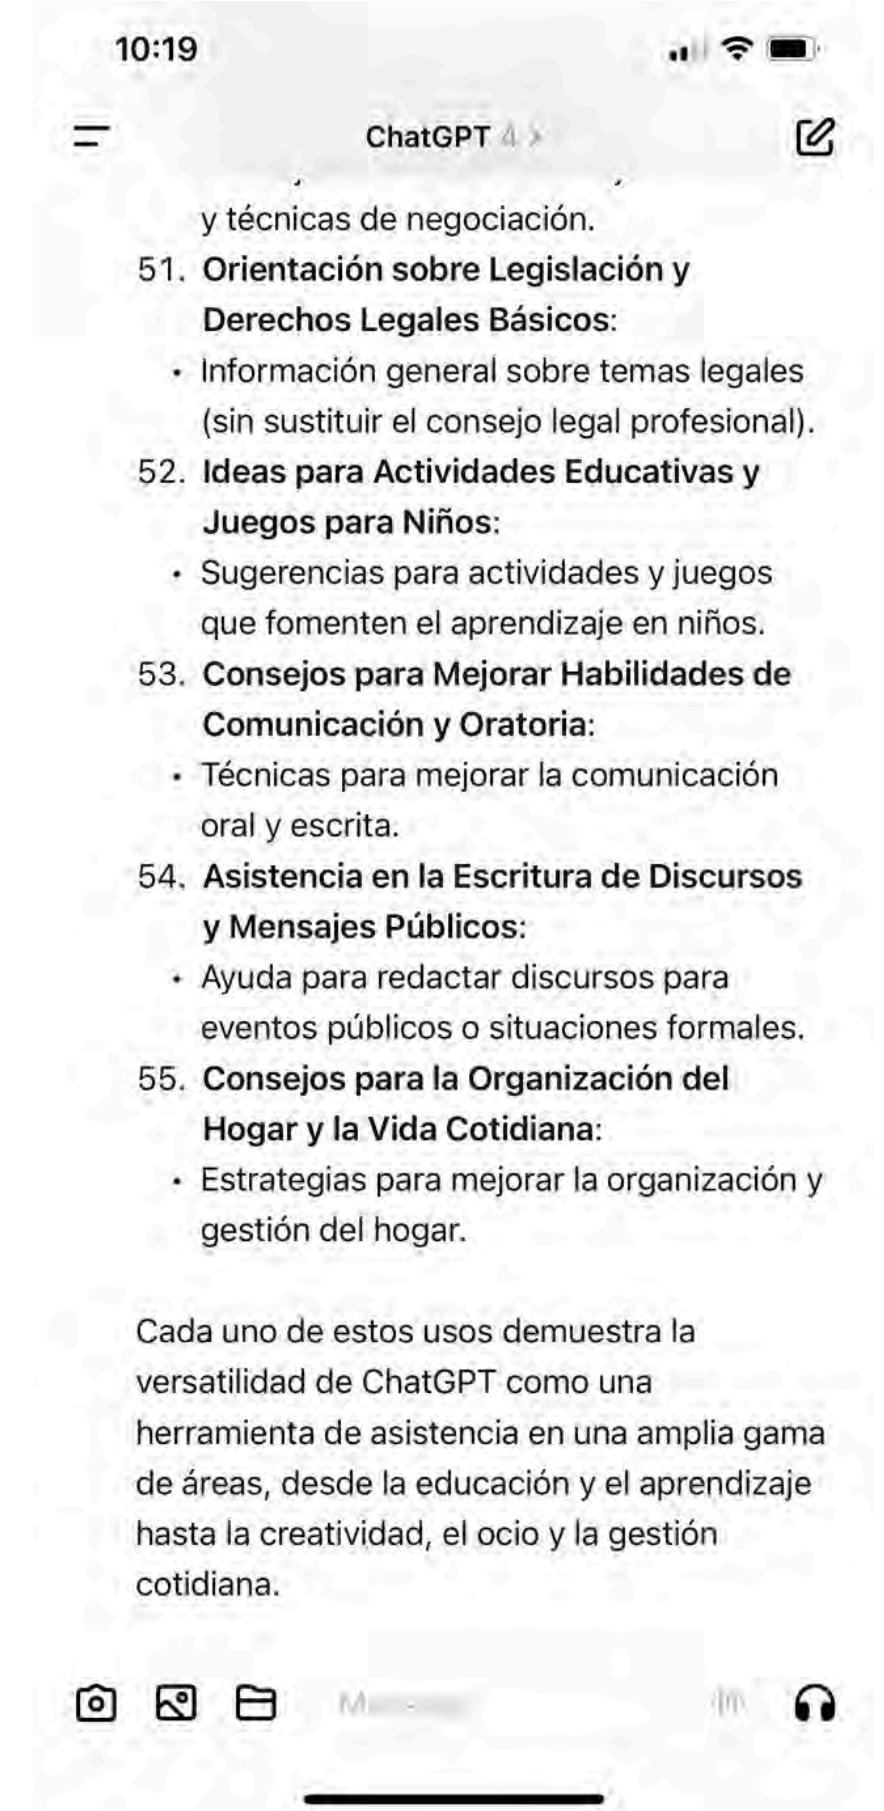 10:19
ChatGPT 4 >
y técnicas de negociación.
51. Orientación sobre Legislación y
Derechos Legales Básicos:
• Información general sobre temas legales
(sin sustituir el consejo legal profesional).
52. Ideas para Actividades Educativas y
Juegos para Niños:
• Sugerencias para actividades y juegos
que fomenten el aprendizaje en niños.
53. Consejos para Mejorar Habilidades de
Comunicación y Oratoria:
• Técnicas para mejorar la comunicación
oral y escrita.
54. Asistencia en la Escritura de Discursos
y Mensajes Públicos:
• Ayuda para redactar discursos para
eventos públicos o situaciones formales.
55. Consejos para la Organización del
Hogar y la Vida Cotidiana:
• Estrategias para mejorar la organización y
gestión del hogar.
Cada uno de estos usos demuestra la
versatilidad de ChatGPT como una
herramienta de asistencia en una amplia gama
de áreas, desde la educación y el aprendizaje
hasta la creatividad, el ocio y la gestión
cotidiana.